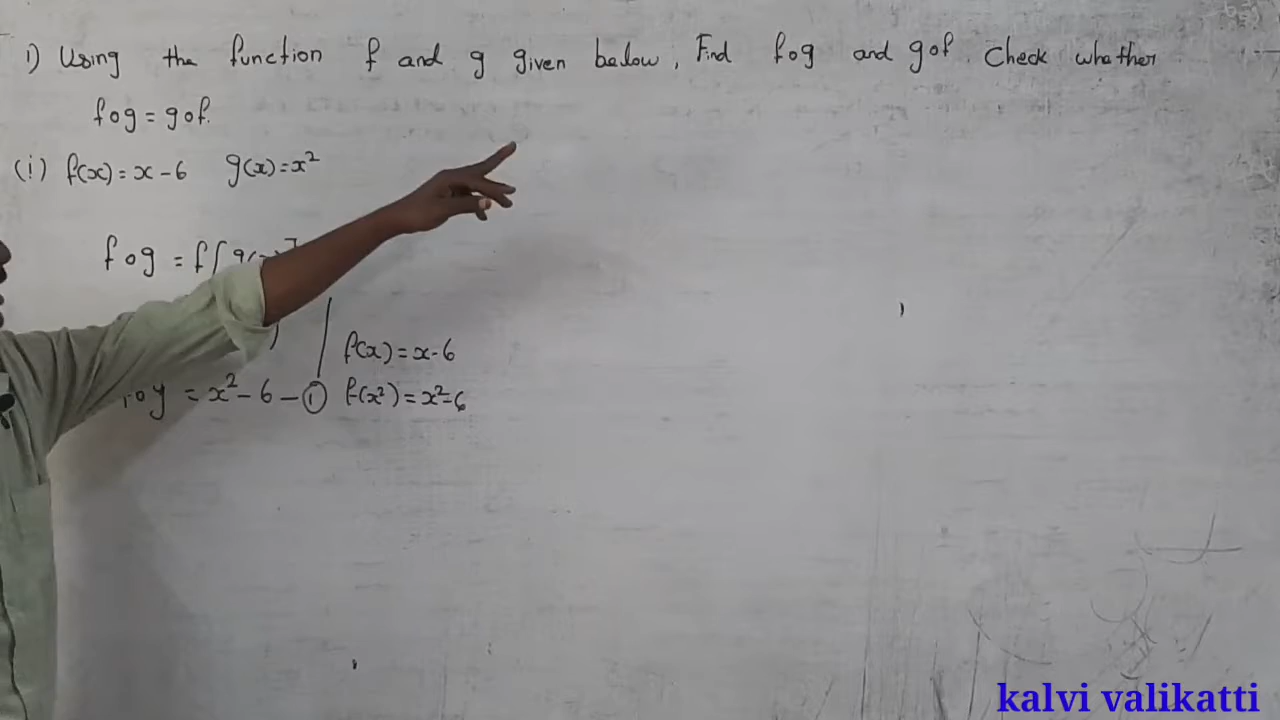 1) Using the function f and g given below, Find fog and gof. Check whether
fog = gof.
(i) f(x) = x - 6 g(x) = x²
fog = f[g(x)]
f(x) = x - 6
= x² - 6 - ① f(x²) = x² - 6
kalvi valikatti